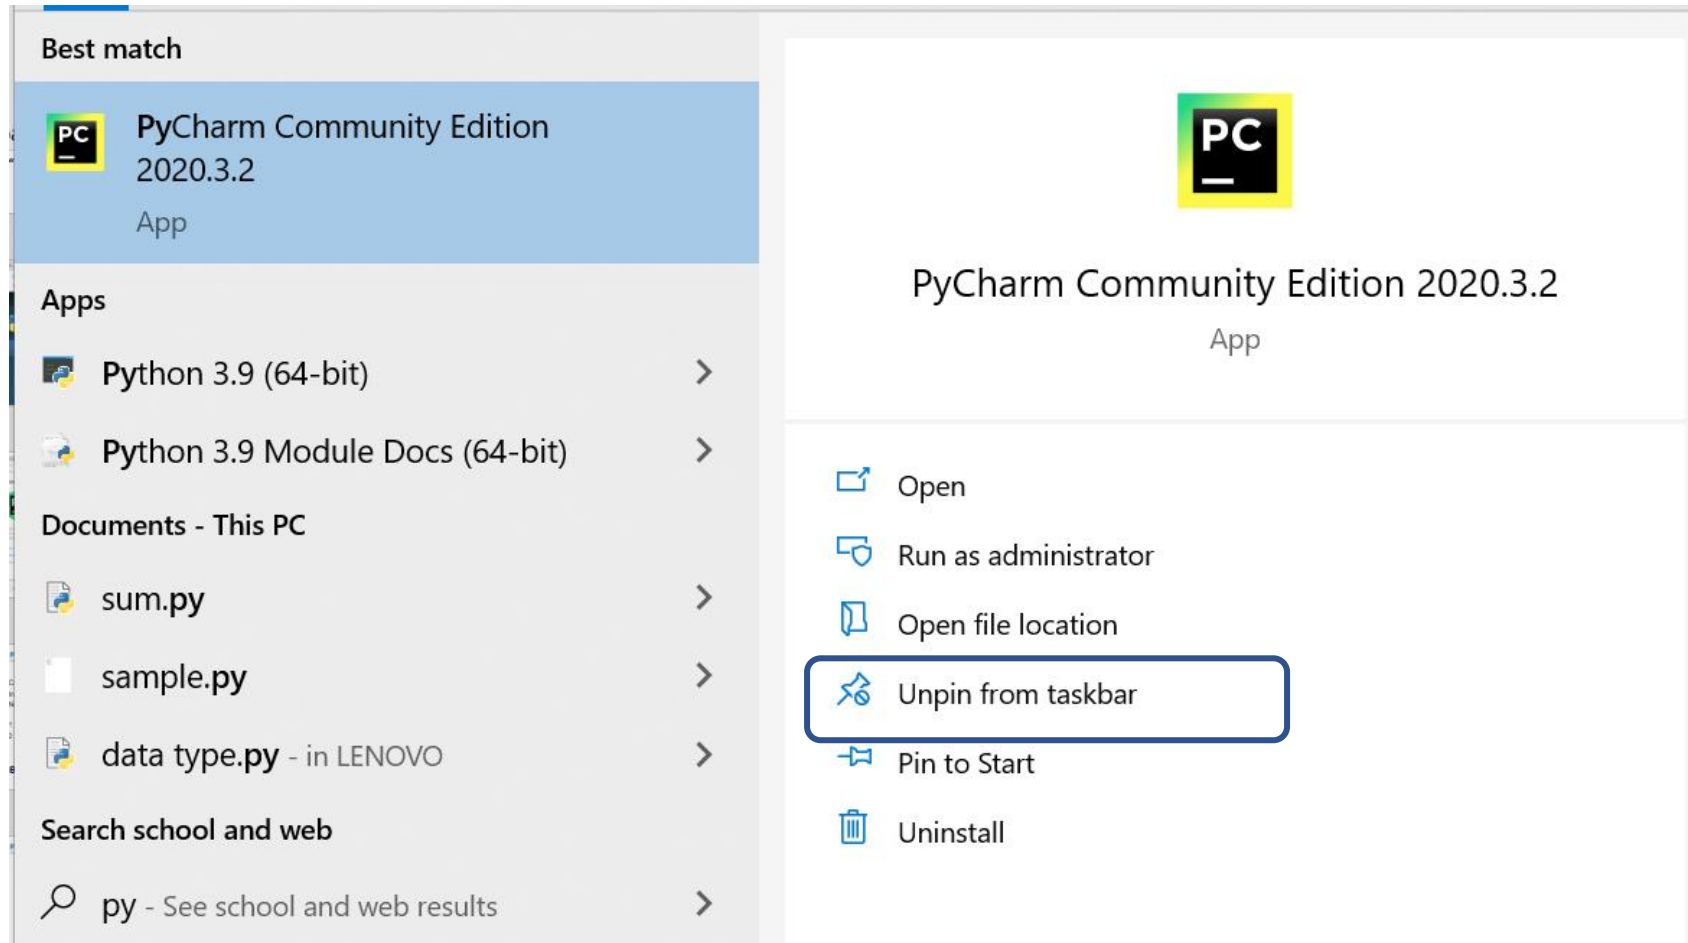 Best match
PC
PyCharm Community Edition
2020.3.2
App
Apps
Python 3.9 (64-bit)
Python 3.9 Module Docs (64-bit)
Documents - This PC
sum.py
sample.py
data type.py - in LENOVO
Search school and web
py - See school and web results
PC
PyCharm Community Edition 2020.3.2
App
Open
Run as administrator
Open file location
Unpin from taskbar
Pin to Start
Uninstall